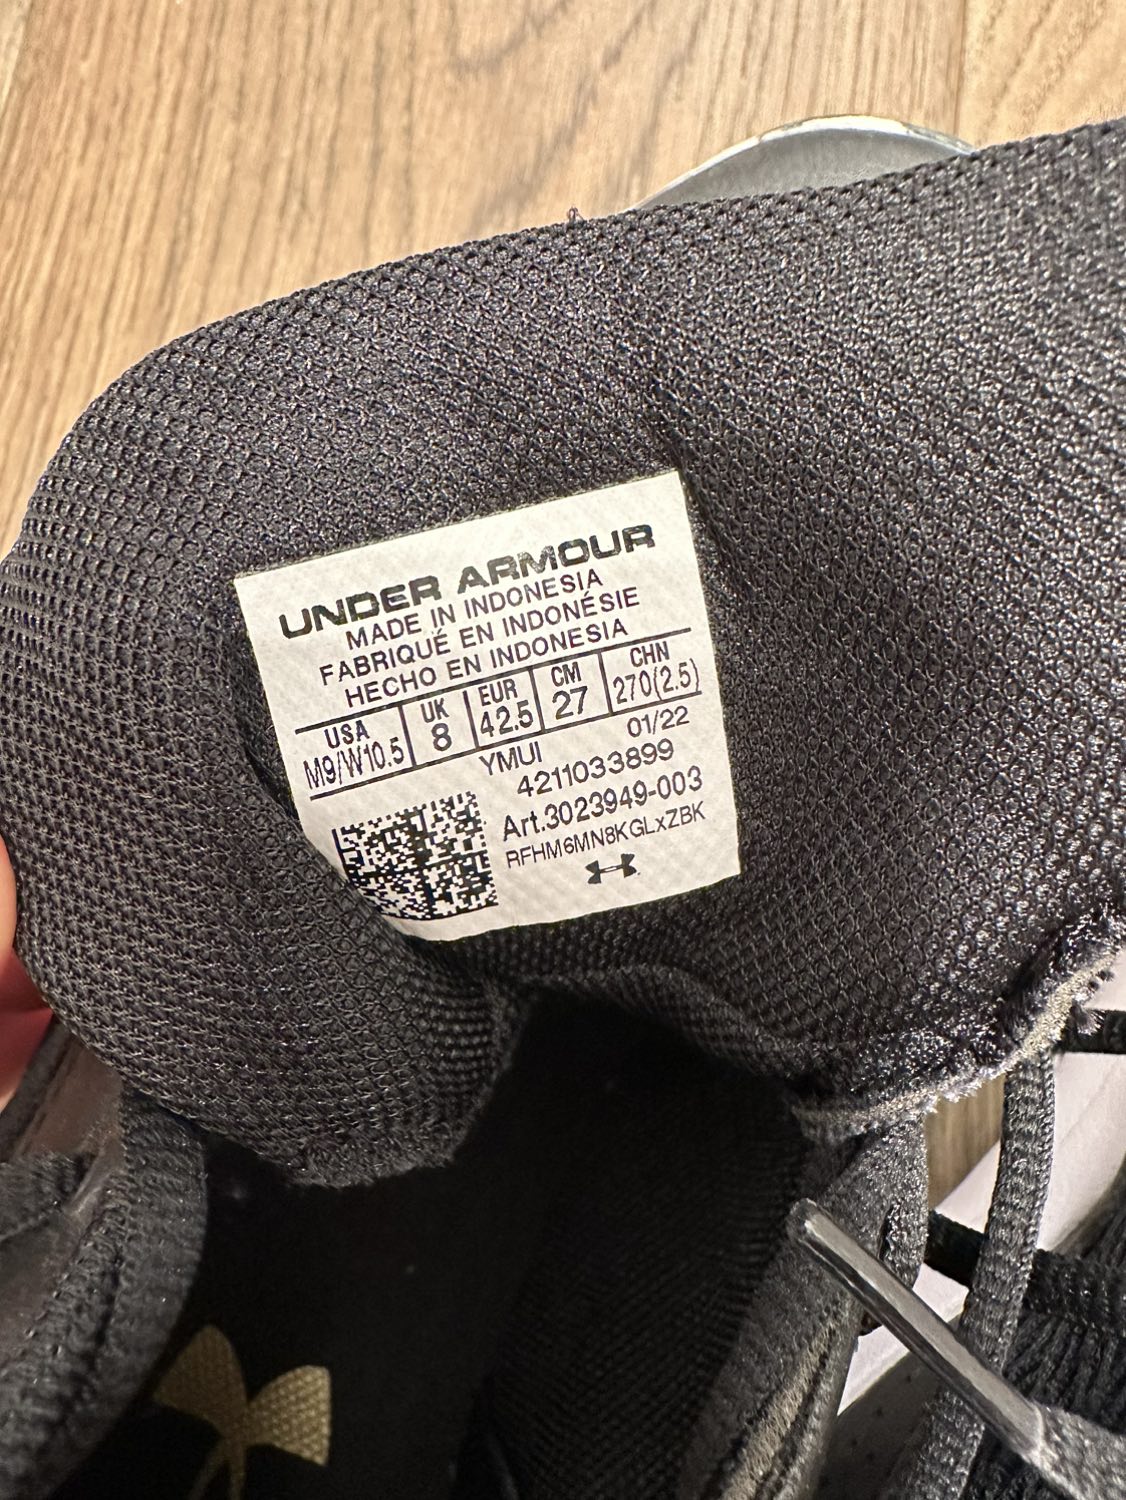 UNDER ARMOUR
MADE IN INDONESIA
FABRIQUÉ EN INDONÉSIE
HECHO EN INDONESIA
USA UK EUR CM CHN
M9/W10.5 8 42.5 27 270(2.5)
YMUI 01/22
4211033899
Art.3023949-003
RFHM6MN8KGLxZBK